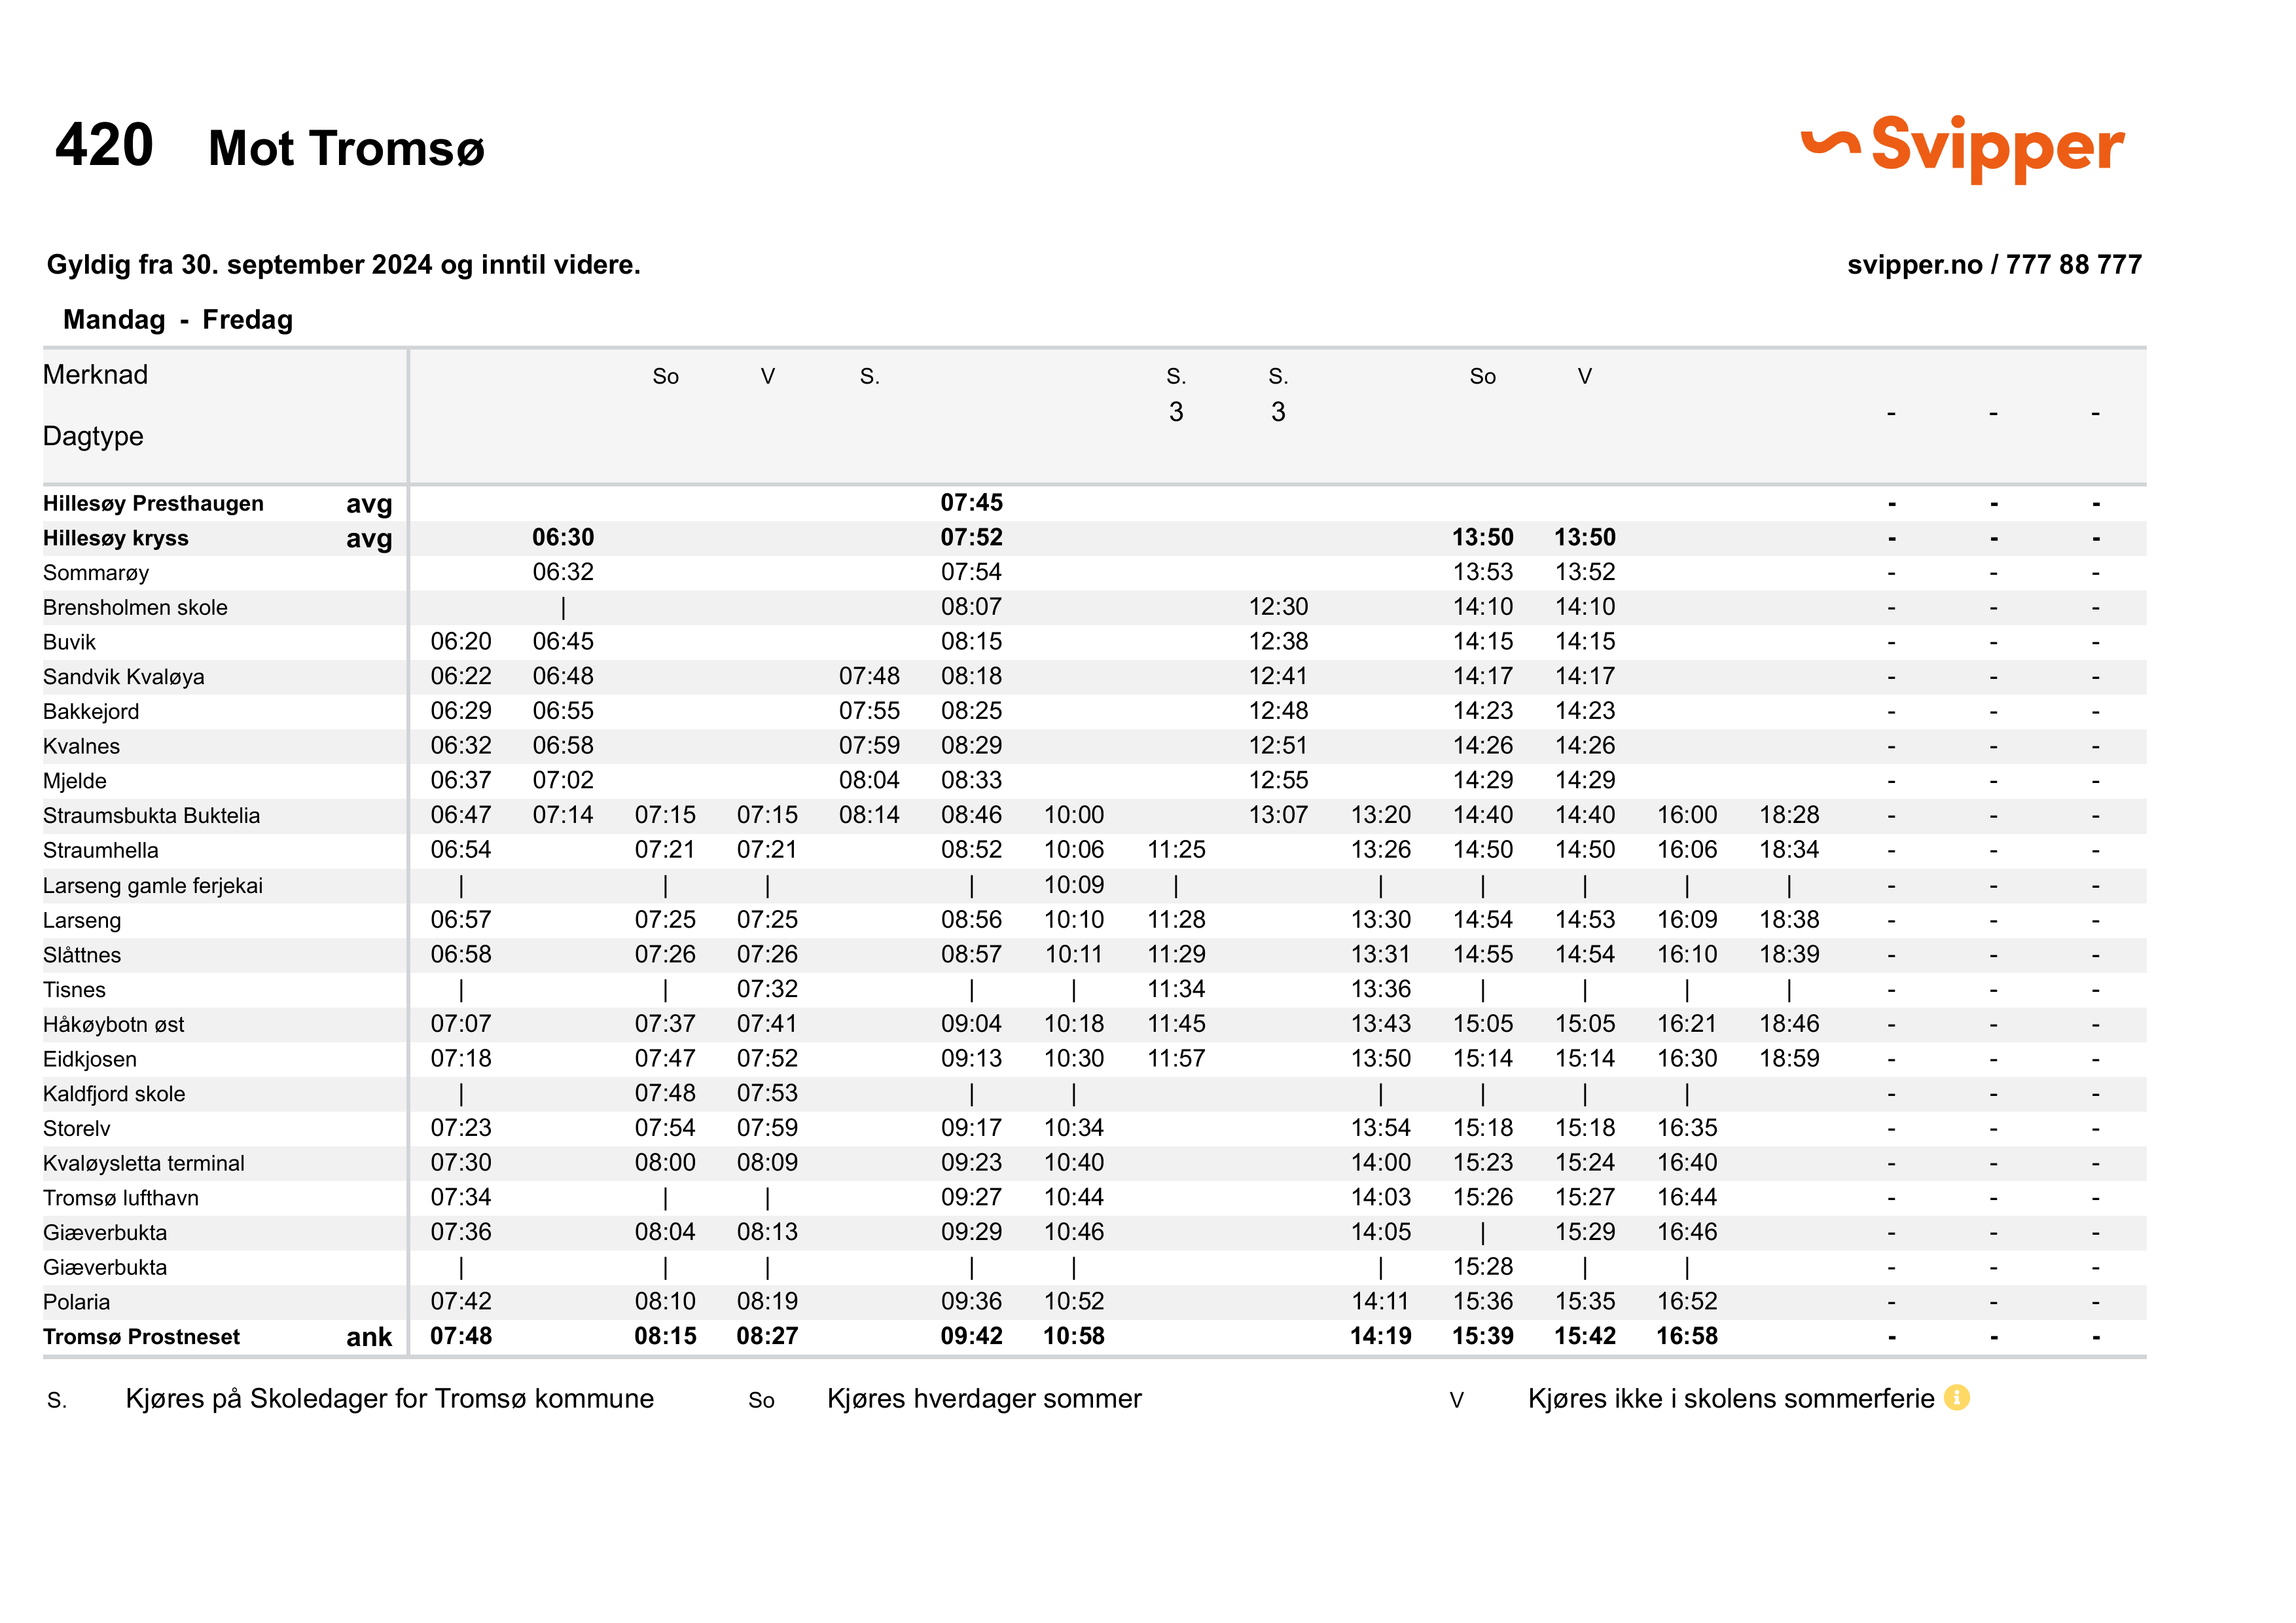 420 Mot Tromsø
Svipper
Gyldig fra 30. september 2024 og inntil videre. svipper.no / 777 88 777
Mandag - Fredag
Merknad So V S. S. S. So V
3 3 - - -
Dagtype
Hillesøy Presthaugen avg 07:45 - - -
Hillesøy kryss avg 06:30 07:52 13:50 13:50 - - -
Sommarøy 06:32 07:54 13:53 13:52 - - -
Brensholmen skole | 08:07 12:30 14:10 14:10 - - -
Buvik 06:20 06:45 08:15 12:38 14:15 14:15 - - -
Sandvik Kvaløya 06:22 06:48 07:48 08:18 12:41 14:17 14:17 - - -
Bakkejord 06:29 06:55 07:55 08:25 12:48 14:23 14:23 - - -
Kvalnes 06:32 06:58 07:59 08:29 12:51 14:26 14:26 - - -
Mjelde 06:37 07:02 08:04 08:33 12:55 14:29 14:29 - - -
Straumsbukta Buktelia 06:47 07:14 07:15 07:15 08:14 08:46 10:00 13:07 13:20 14:40 14:40 16:00 18:28 - - -
Straumhella 06:54 07:21 07:21 08:52 10:06 11:25 13:26 14:50 14:50 16:06 18:34 - - -
Larseng gamle ferjekai | | | | 10:09 | | | | | | - - -
Larseng 06:57 07:25 07:25 08:56 10:10 11:28 13:30 14:54 14:53 16:09 18:38 - - -
Slåttnes 06:58 07:26 07:26 08:57 10:11 11:29 13:31 14:55 14:54 16:10 18:39 - - -
Tisnes | | 07:32 | | 11:34 13:36 | | | | - - -
Håkøybotn øst 07:07 07:37 07:41 09:04 10:18 11:45 13:43 15:05 15:05 16:21 18:46 - - -
Eidkjosen 07:18 07:47 07:52 09:13 10:30 11:57 13:50 15:14 15:14 16:30 18:59 - - -
Kaldfjord skole | 07:48 07:53 | | | | | | - - -
Storelv 07:23 07:54 07:59 09:17 10:34 13:54 15:18 15:18 16:35 - - -
Kvaløysletta terminal 07:30 08:00 08:09 09:23 10:40 14:00 15:23 15:24 16:40 - - -
Tromsø lufthavn 07:34 | | 09:27 10:44 14:03 15:26 15:27 16:44 - - -
Giæverbukta 07:36 08:04 08:13 09:29 10:46 14:05 | 15:29 16:46 - - -
Giæverbukta | | | | | | 15:28 | | - - -
Polaria 07:42 08:10 08:19 09:36 10:52 14:11 15:36 15:35 16:52 - - -
Tromsø Prostneset ank 07:48 08:15 08:27 09:42 10:58 14:19 15:39 15:42 16:58 - - -
S. Kjøres på Skoledager for Tromsø kommune So Kjøres hverdager sommer V Kjøres ikke i skolens sommerferie